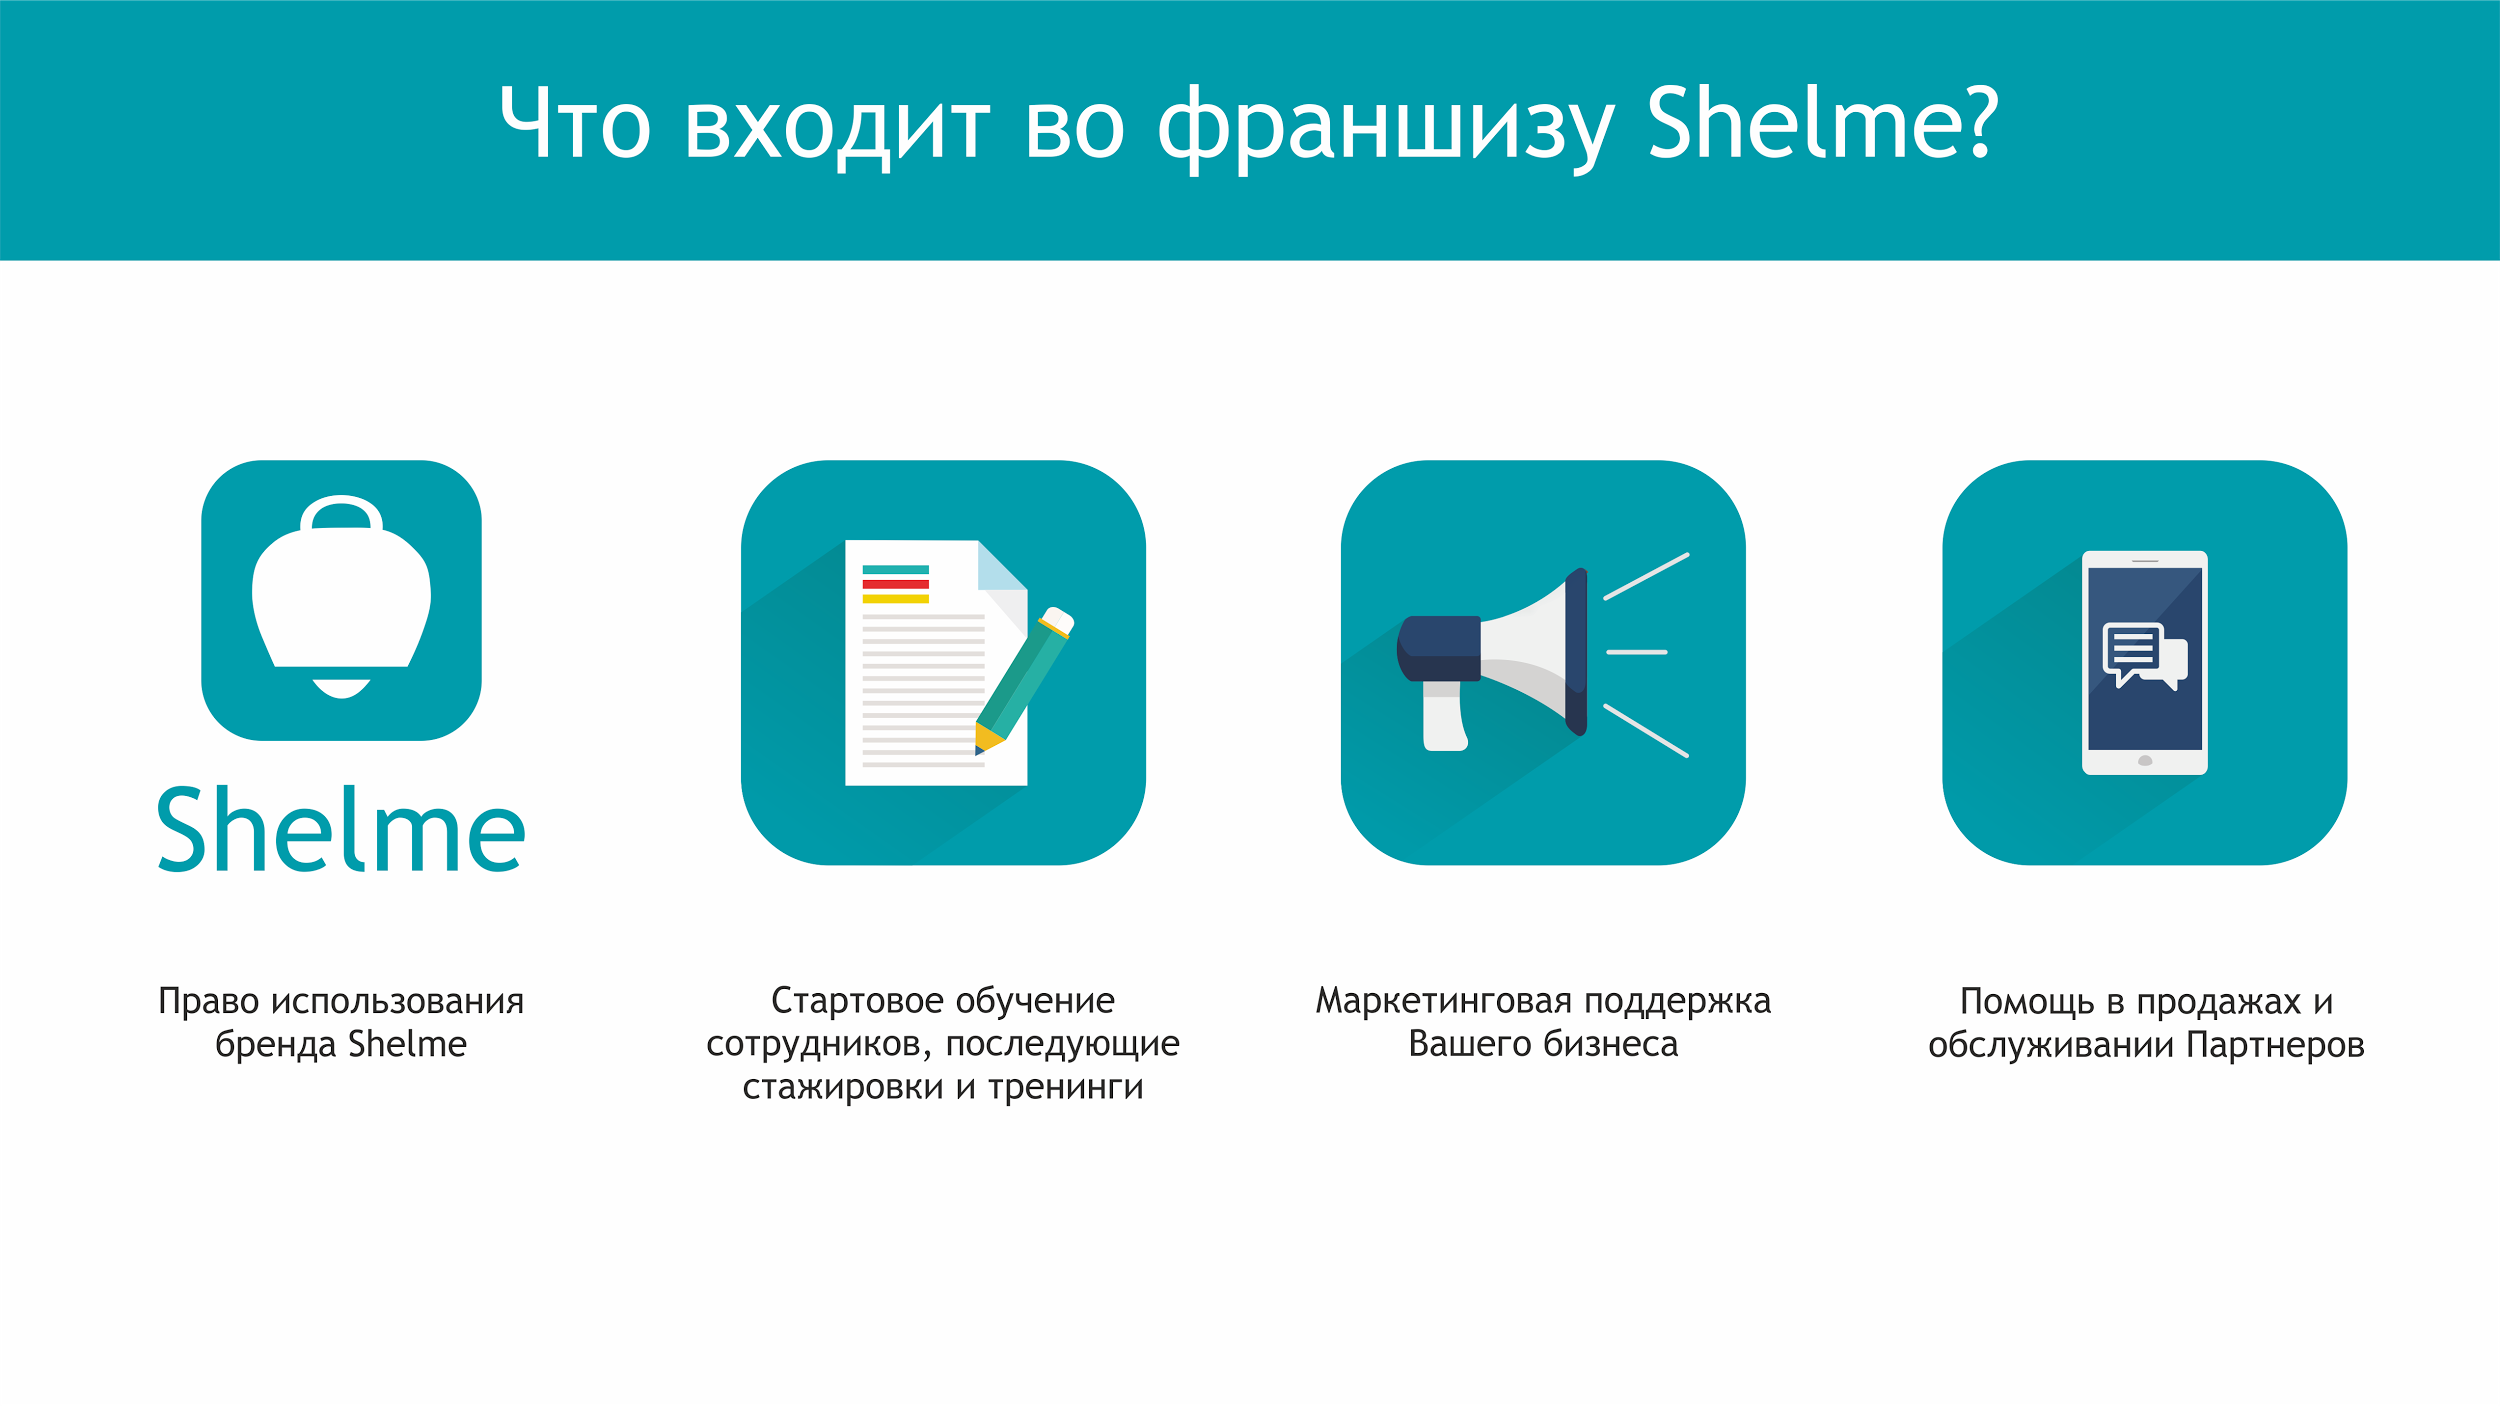 Что входит во франшизу Shelme?
Shelme
Право использования
бренда Shelme
Стартовое обучение
сотрудников, последующие
стажировки и тренинги
Маркетинговая поддержка
Вашего бизнеса
Помощь в продажах и
обслуживании Партнеров